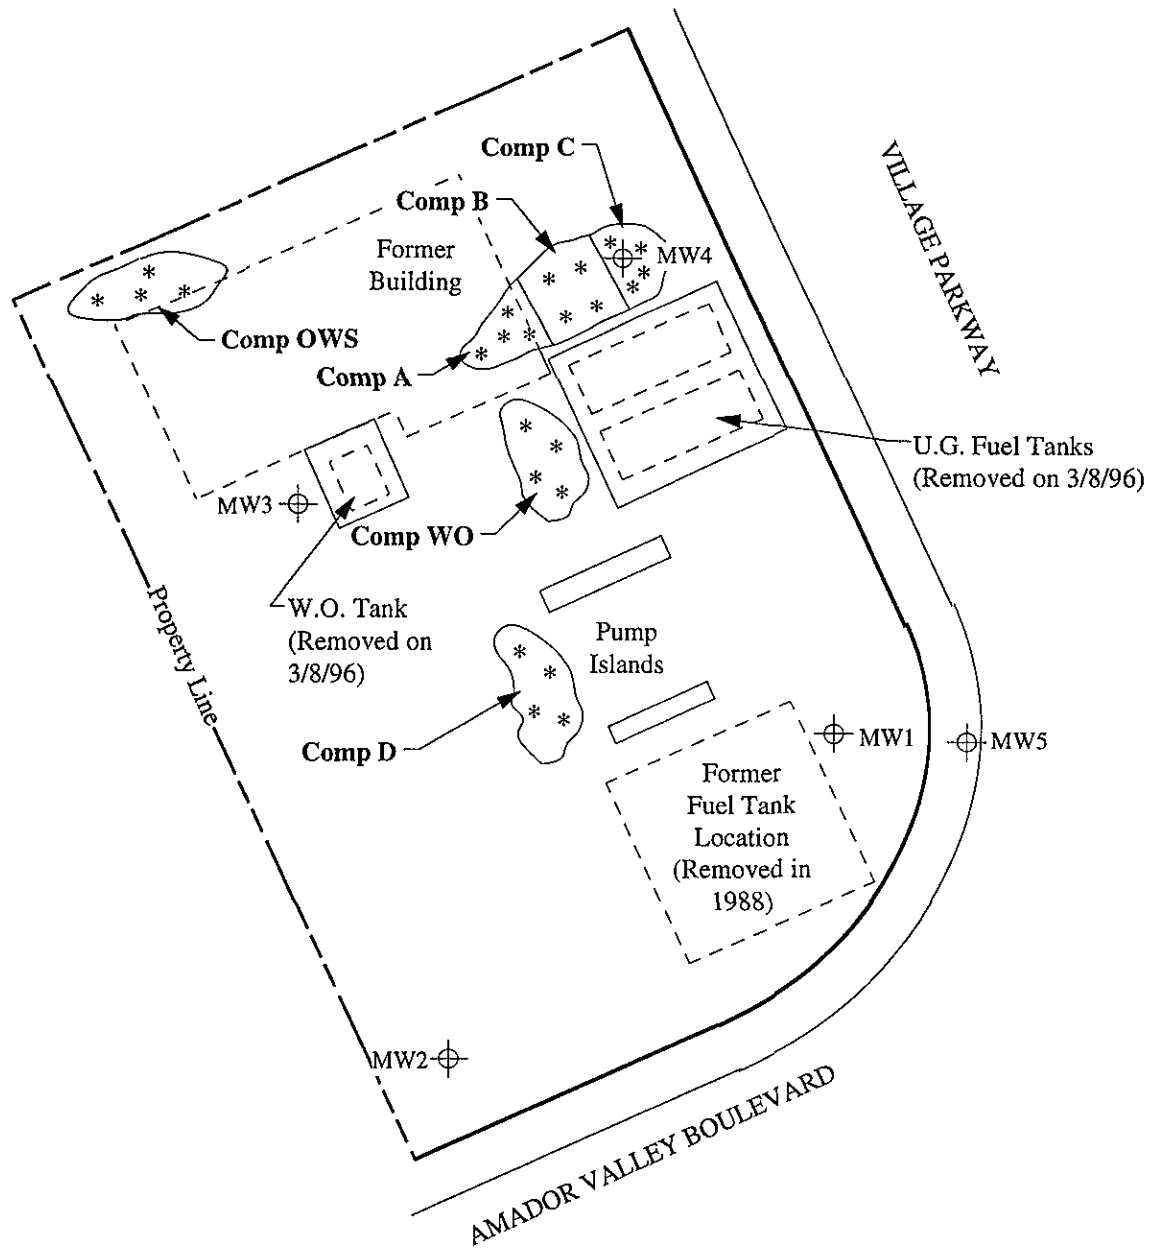 Comp C
VILLAGE PARKWAY
Comp B
Former
Building
MW4
Comp OWS
Comp A
U.G. Fuel Tanks
(Removed on 3/8/96)
MW3
Comp WO
Property Line
W.O. Tank
(Removed on
3/8/96)
Pump
Islands
Comp D
MW1
MW5
Former
Fuel Tank
Location
(Removed in
1988)
MW2
AMADOR VALLEY BOULEVARD